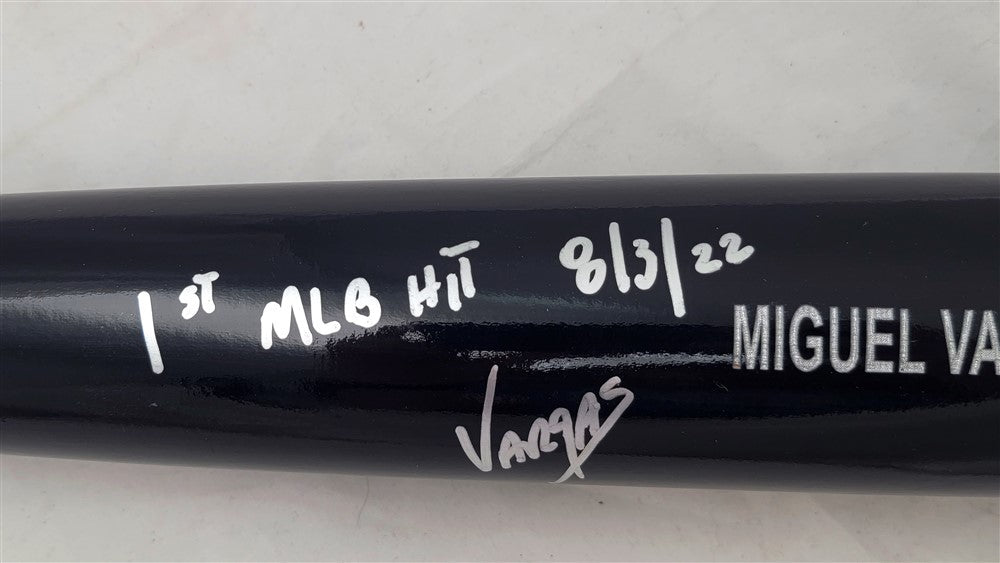 1ST MLB HIT 8/3/22
MIGUEL VA
VARGAS